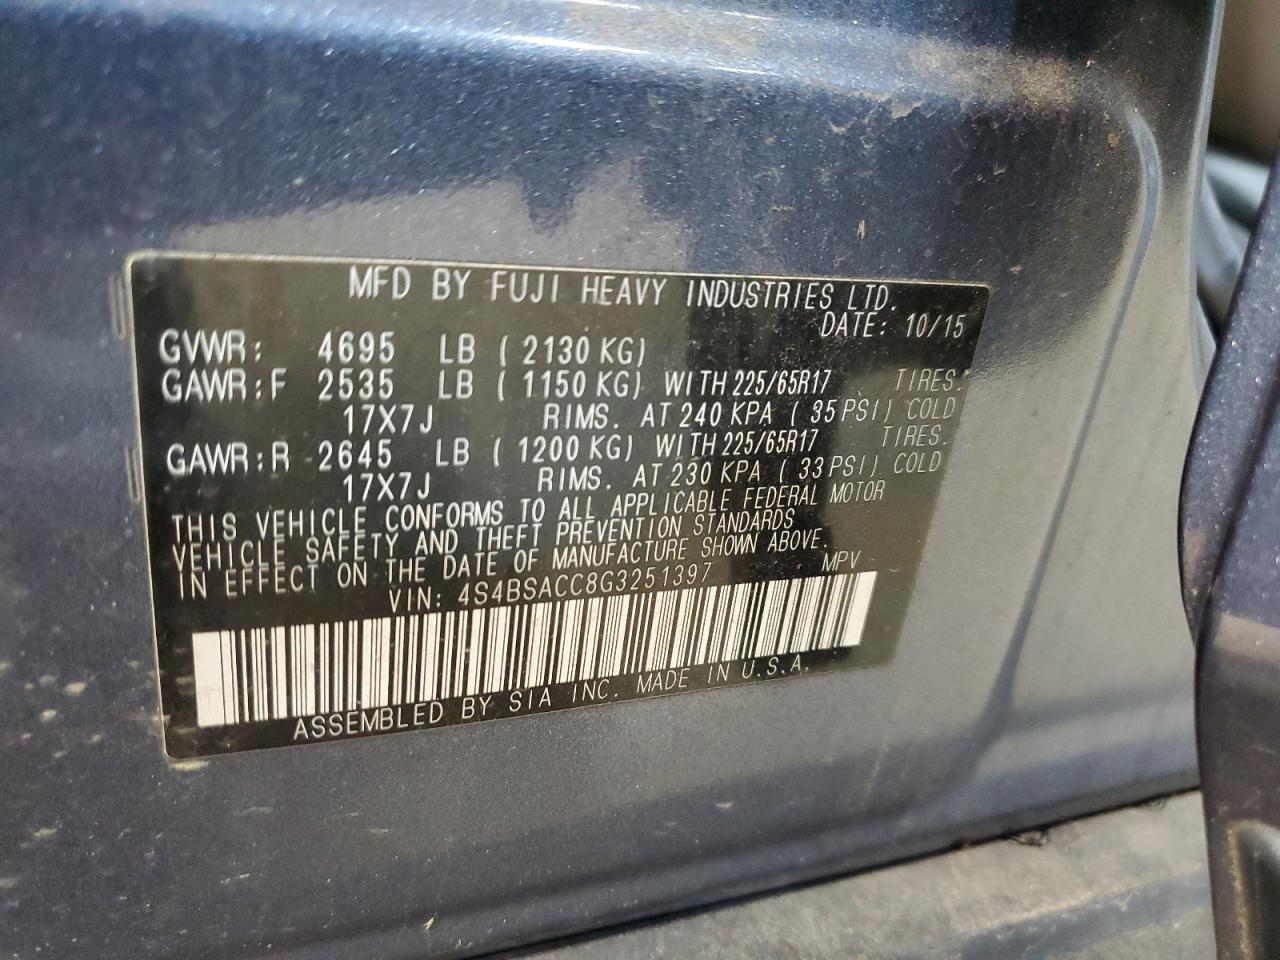 MFD BY FUJI HEAVY INDUSTRIES LTD.
DATE: 10/15
GVWR: 4695 LB ( 2130 KG)
GAWR:F 2535 LB ( 1150 KG) WITH 225/65R17 TIRES.
17X7J RIMS. AT 240 KPA ( 35 PSI) COLD
GAWR:R 2645 LB ( 1200 KG) WITH 225/65R17 TIRES.
17X7J RIMS. AT 230 KPA ( 33 PSI) COLD
THIS VEHICLE CONFORMS TO ALL APPLICABLE FEDERAL MOTOR
VEHICLE SAFETY AND THEFT PREVENTION STANDARDS
IN EFFECT ON THE DATE OF MANUFACTURE SHOWN ABOVE.
VIN: 4S4BSACC8G3251397 MPV
ASSEMBLED BY SIA INC. MADE IN U.S.A.